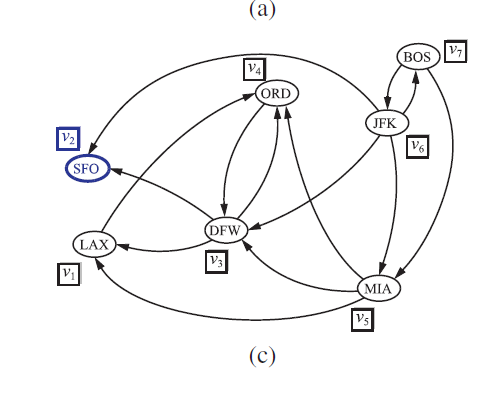 (a)
BOS v7
v4
ORD
JFK
v6
v2
SFO
DFW
LAX
v3
v1
MIA
v5
(c)